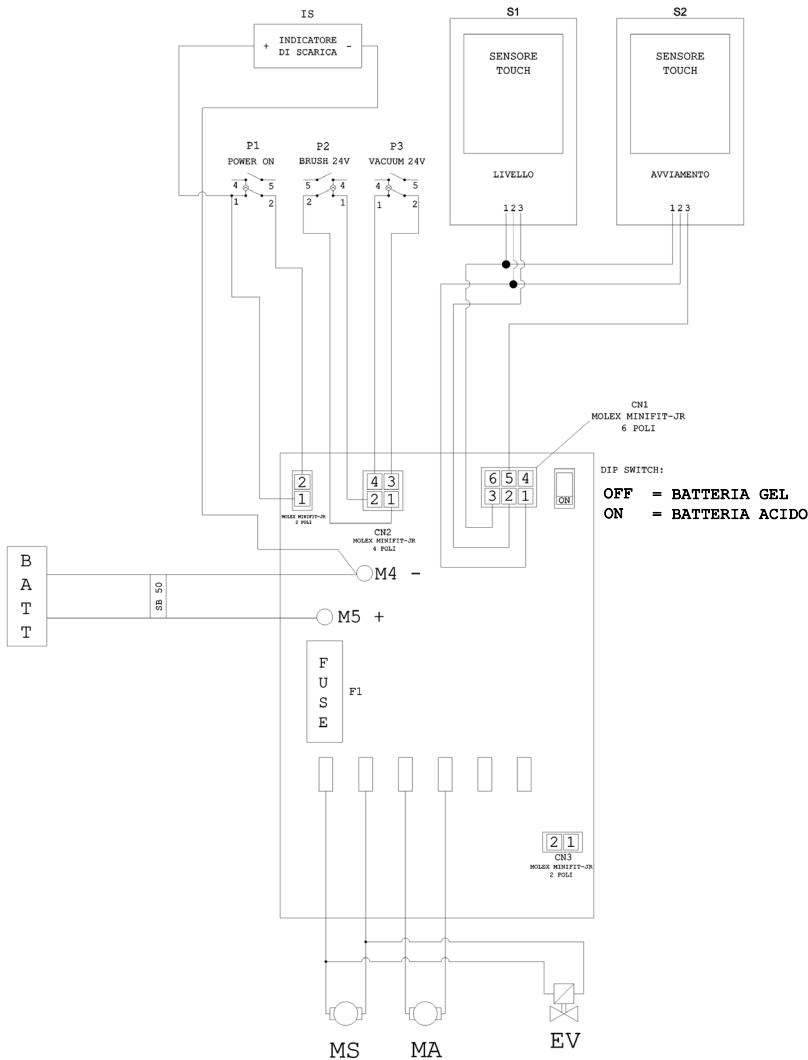 IS
+ INDICATORE -
DI SCARICA
S1
S2
SENSORE
TOUCH
SENSORE
TOUCH
P1
P2
P3
POWER ON
BRUSH 24V
VACUUM 24V
LIVELLO
AVVIAMENTO
4 5
5 4
4 5
1 2
2 1
1 2
1 2 3
1 2 3
CN1
MOLEX MINIFIT-JR
6 POLI
2
1
MOLEX MINIFIT-JR
2 POLI
4 3
2 1
CN2
MOLEX MINIFIT-JR
4 POLI
6 5 4
3 2 1
ON
DIP SWITCH:
OFF = BATTERIA GEL
ON = BATTERIA ACIDO
BATT
SB 50
M4 -
M5 +
FUSE
F1
2 1
CN3
MOLEX MINIFIT-JR
2 POLI
MS
MA
EV